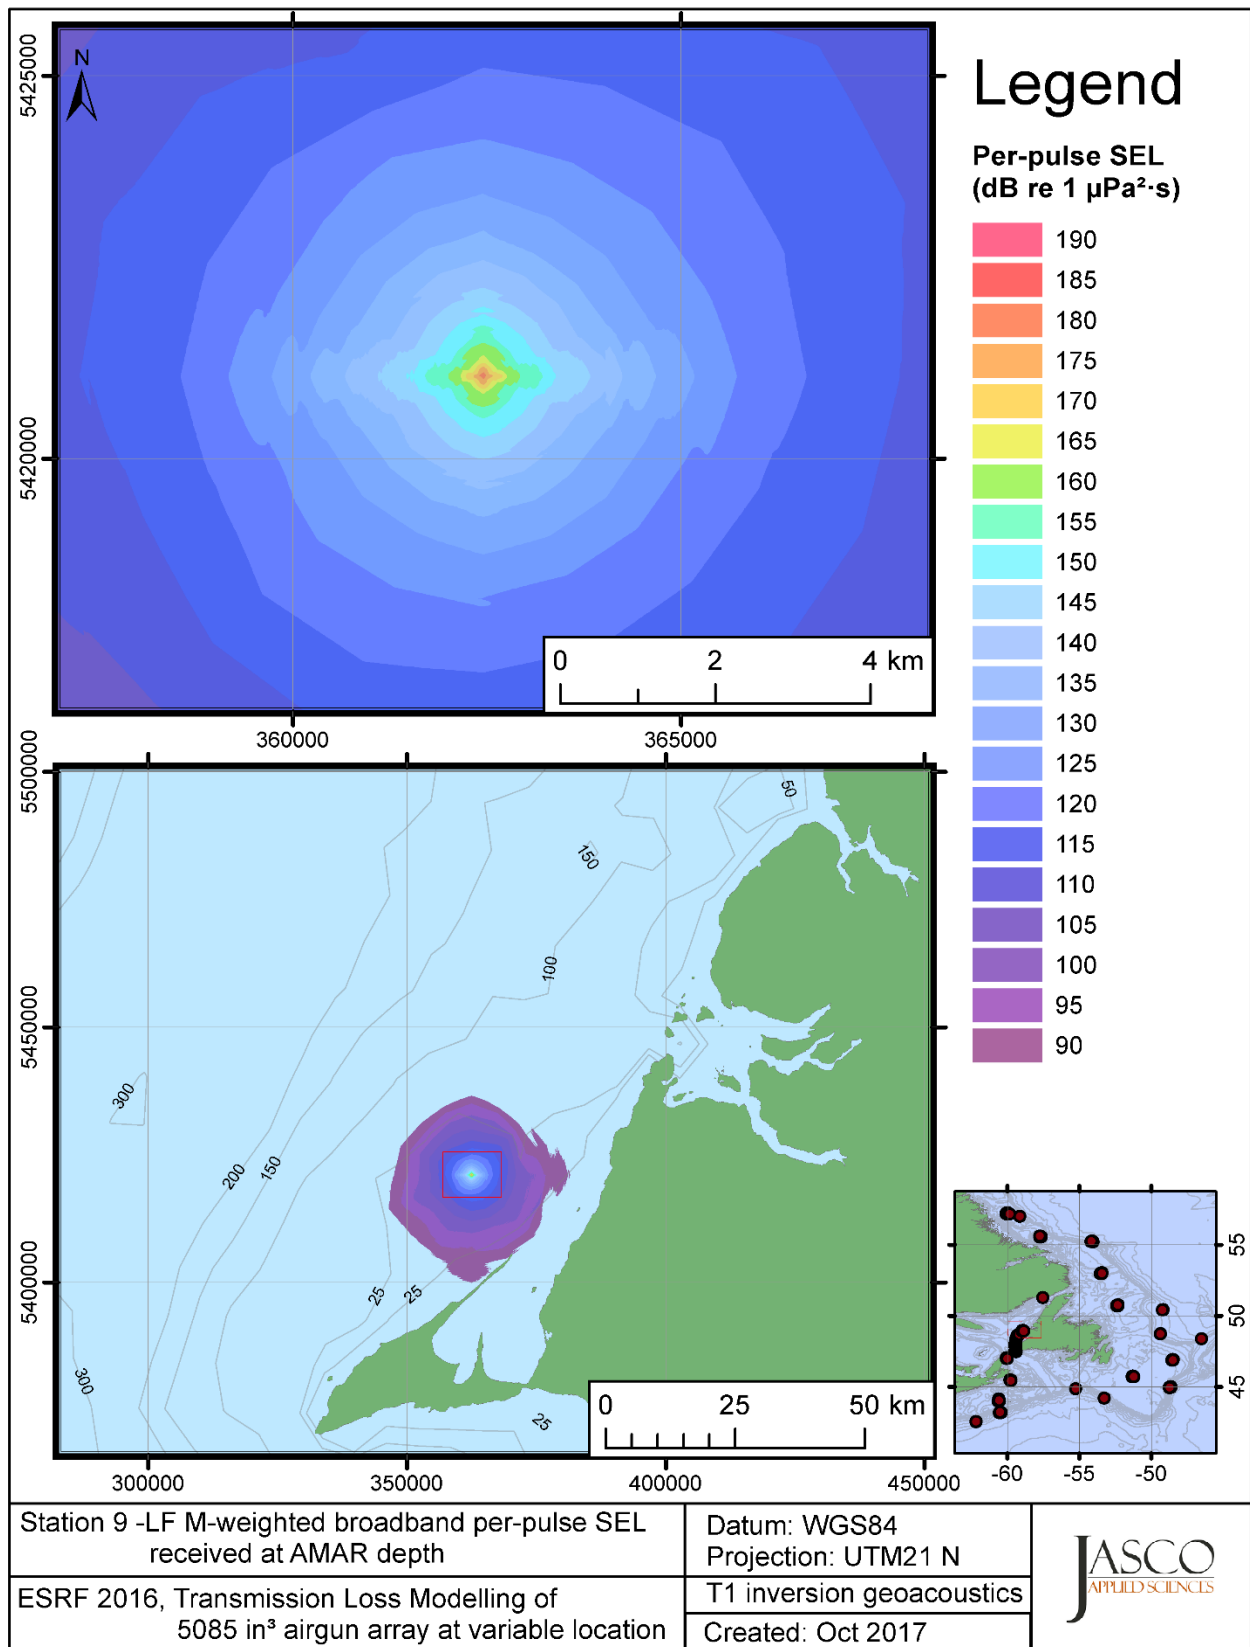 N
5425000
5420000
0 2 4 km
360000 365000
Legend
Per-pulse SEL
(dB re 1 µPa²·s)
190
185
180
175
170
165
160
155
150
145
140
135
130
125
120
115
110
105
100
95
90
5500000
5450000
5400000
50
150
100
300
200
150
25
25
300
25
0 25 50 km
300000 350000 400000 450000
55
50
45
-60 -55 -50
Station 9 -LF M-weighted broadband per-pulse SEL
received at AMAR depth
ESRF 2016, Transmission Loss Modelling of
5085 in³ airgun array at variable location
Datum: WGS84
Projection: UTM21 N
T1 inversion geoacoustics
Created: Oct 2017
JASCO
APPLIED SCIENCES